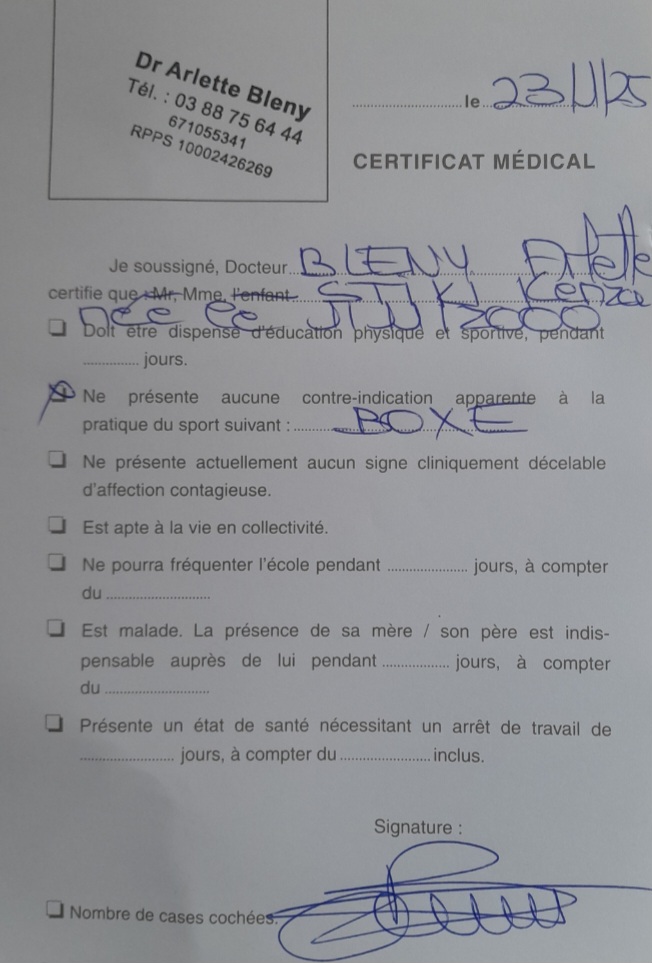 Dr Arlette Bleny
Tél. : 03 88 75 64 44
671055341
RPPS 10002426269
le 23/1/25
CERTIFICAT MÉDICAL
Je soussigné, Docteur BLENY Arlette
certifie que Mr, Mme, l'enfant Kenza
née le 2000
Doit être dispensé d'éducation physique et sportive, pendant
jours.
Ne présente aucune contre-indication apparente à la
pratique du sport suivant : BOXE
Ne présente actuellement aucun signe cliniquement décelable
d'affection contagieuse.
Est apte à la vie en collectivité.
Ne pourra fréquenter l'école pendant .................... jours, à compter
du ..........................
Est malade. La présence de sa mère / son père est indis-
pensable auprès de lui pendant ................. jours, à compter
du ..........................
Présente un état de santé nécessitant un arrêt de travail de
....................... jours, à compter du ...................... inclus.
Signature :
Nombre de cases cochées: